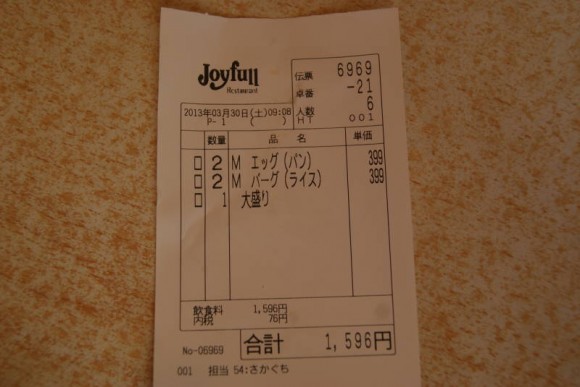 Joyfull
Restaurant
伝票 6969
卓番 -21
人数 6
2013年03月30日(土)09:08
P- 1 ( ) HT 001
数量 品名 単価
□ 2 M エッグ(パン) 399
□ 2 M バーグ(ライス) 399
□ 1 大盛り
飲食料 1,596円
内税 76円
No-06969 合計 1,596円
001 担当 54:さかぐち